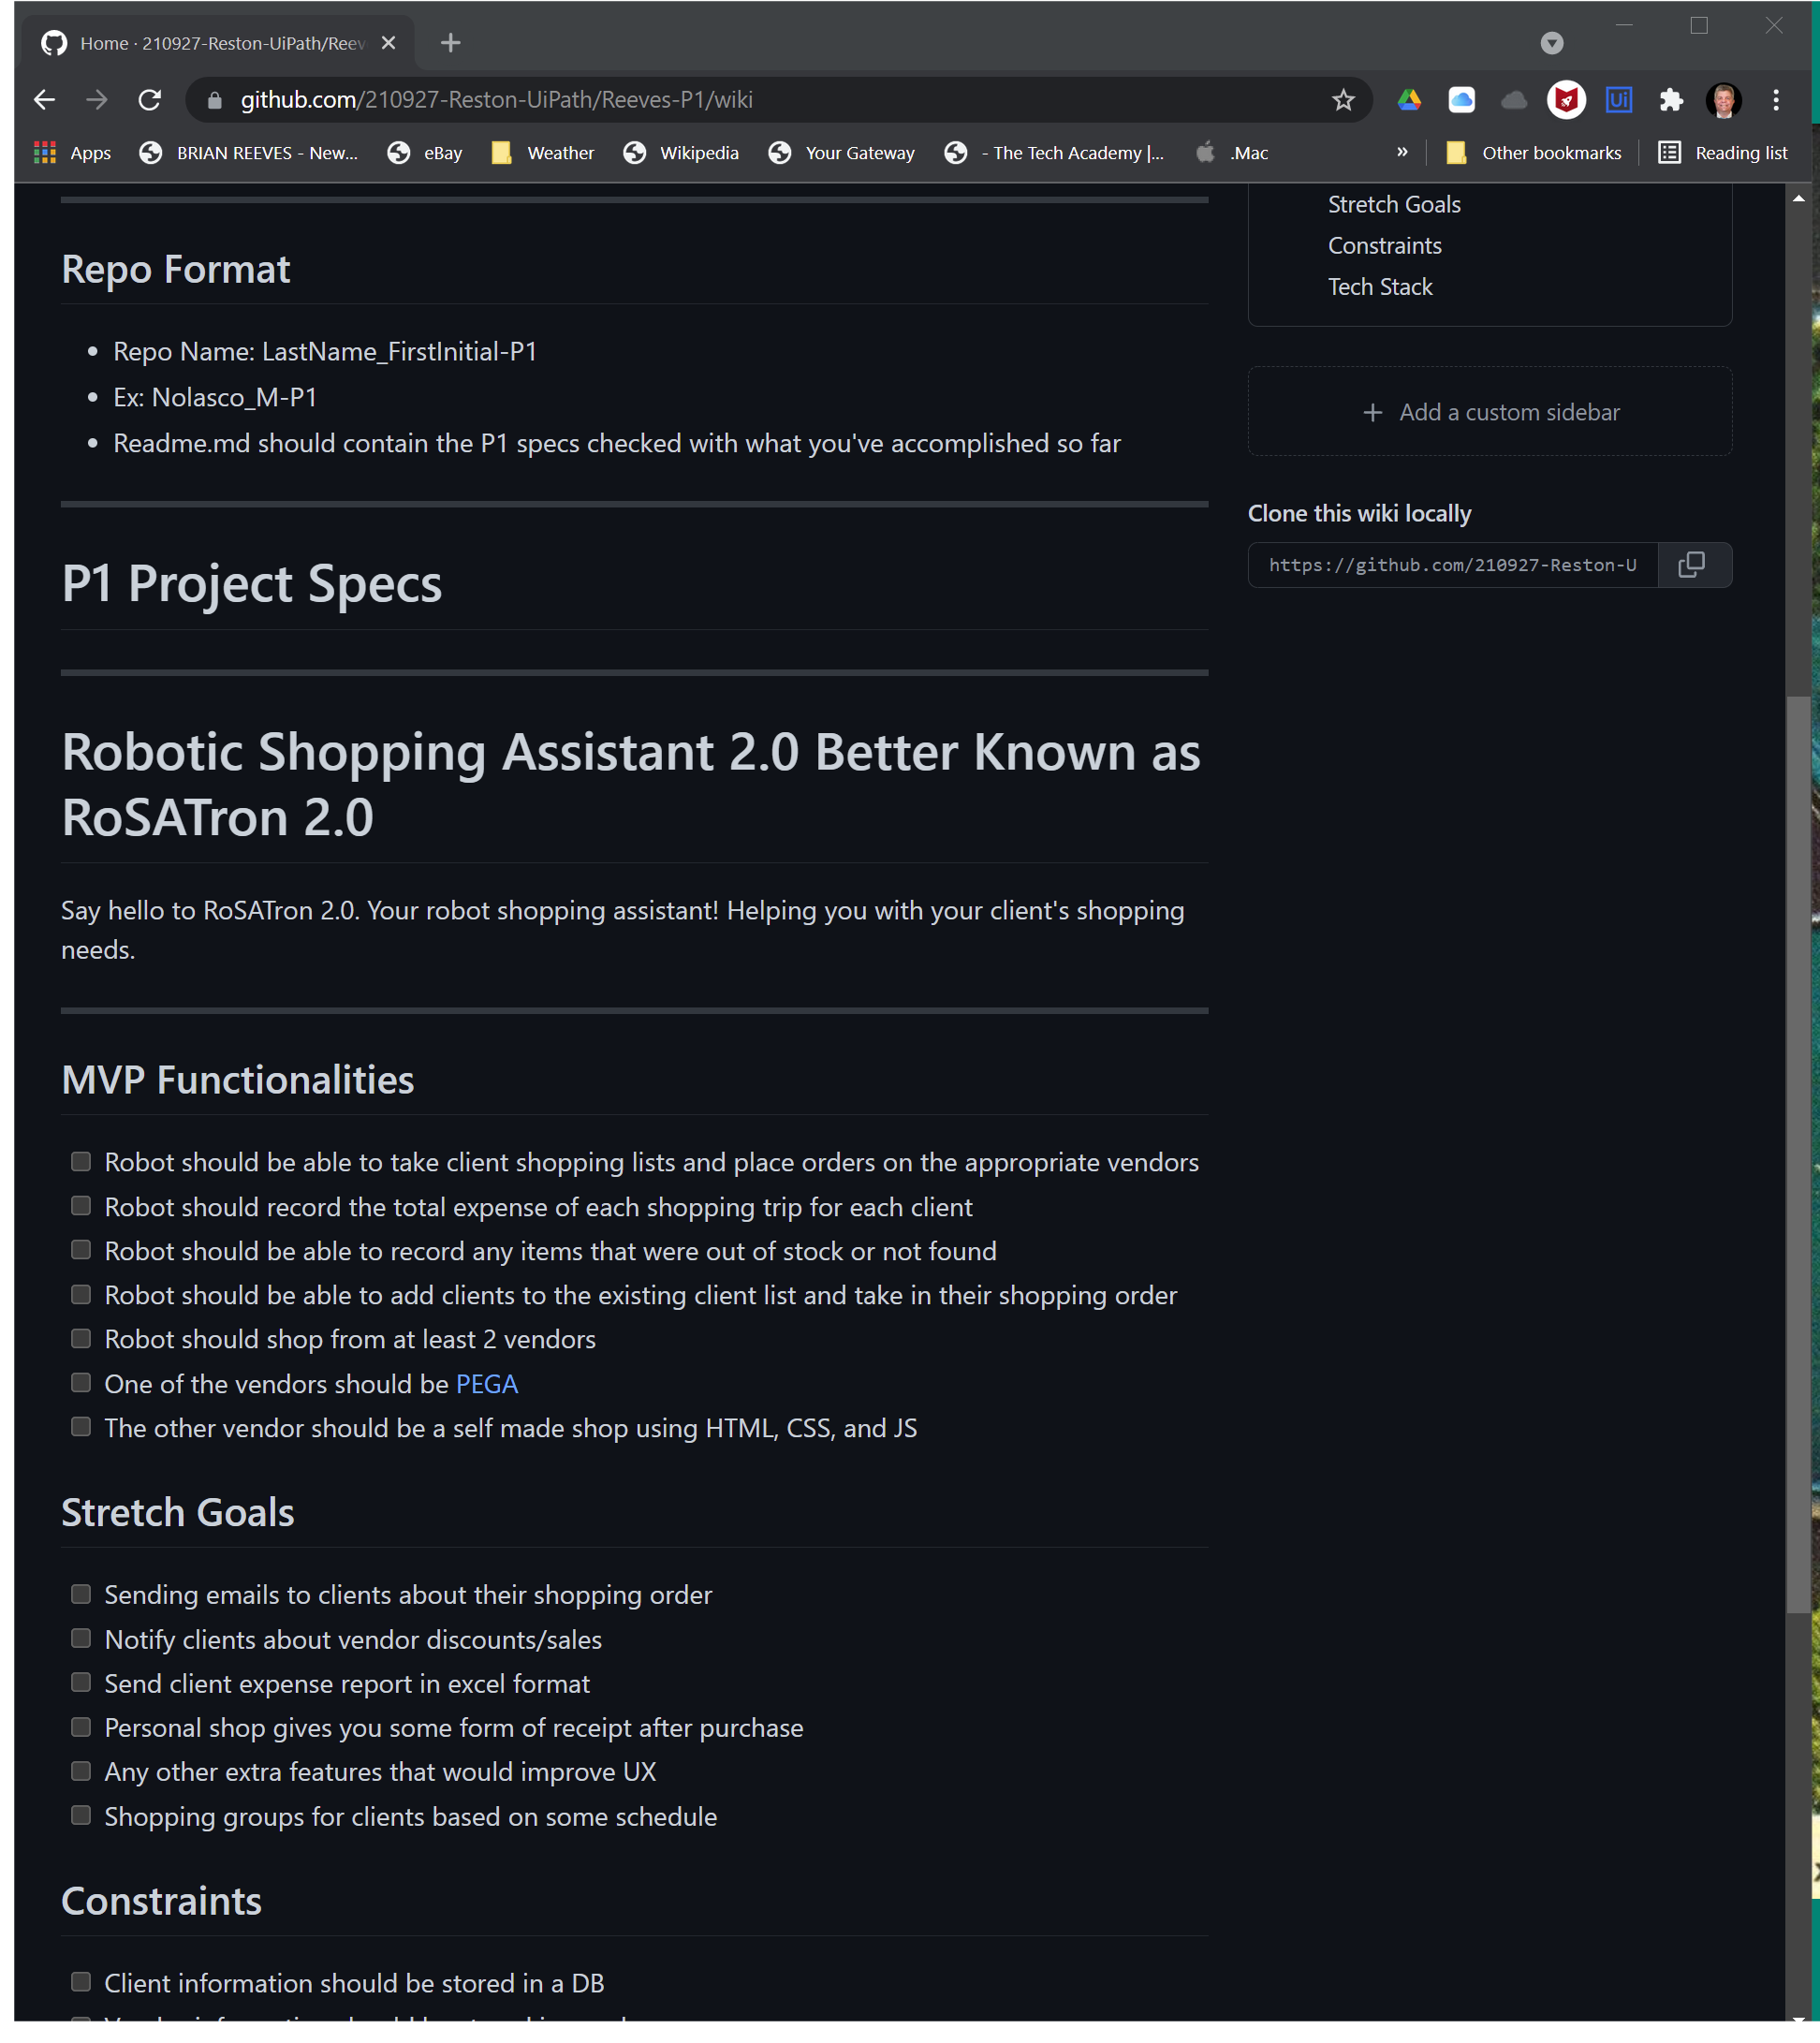 Home · 210927-Reston-UiPath/Reev
github.com/210927-Reston-UiPath/Reeves-P1/wiki
Ui
Apps BRIAN REEVES - New... eBay Weather Wikipedia Your Gateway - The Tech Academy |... .Mac » Other bookmarks Reading list
Stretch Goals
Constraints
Tech Stack
+ Add a custom sidebar
Clone this wiki locally
https://github.com/210927-Reston-U
Repo Format
• Repo Name: LastName_FirstInitial-P1
• Ex: Nolasco_M-P1
• Readme.md should contain the P1 specs checked with what you've accomplished so far
P1 Project Specs
Robotic Shopping Assistant 2.0 Better Known as
RoSATron 2.0
Say hello to RoSATron 2.0. Your robot shopping assistant! Helping you with your client's shopping
needs.
MVP Functionalities
Robot should be able to take client shopping lists and place orders on the appropriate vendors
Robot should record the total expense of each shopping trip for each client
Robot should be able to record any items that were out of stock or not found
Robot should be able to add clients to the existing client list and take in their shopping order
Robot should shop from at least 2 vendors
One of the vendors should be PEGA
The other vendor should be a self made shop using HTML, CSS, and JS
Stretch Goals
Sending emails to clients about their shopping order
Notify clients about vendor discounts/sales
Send client expense report in excel format
Personal shop gives you some form of receipt after purchase
Any other extra features that would improve UX
Shopping groups for clients based on some schedule
Constraints
Client information should be stored in a DB